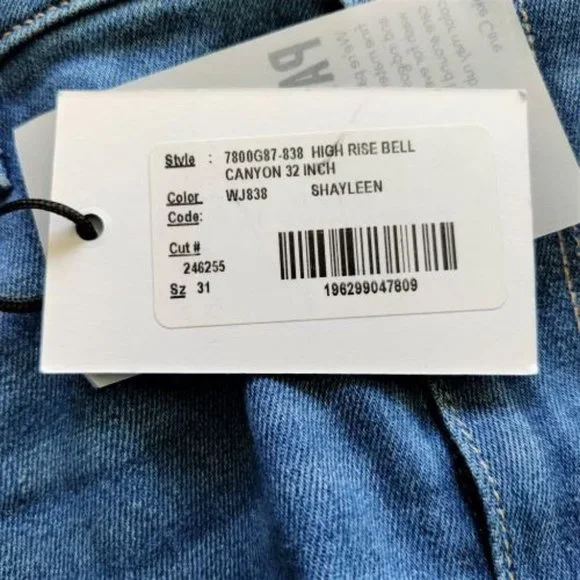 Style : 7800G87-838 HIGH RISE BELL
CANYON 32 INCH
Color WJ838 SHAYLEEN
Code:
Cut #
246255
Sz 31
196299047809